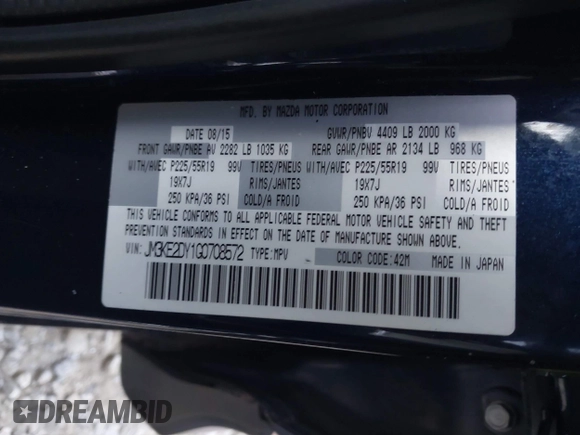 MFD. BY MAZDA MOTOR CORPORATION
DATE 08/15 GVWR/PNBV 4409 LB 2000 KG
FRONT GAWR/PNBE AV 2282 LB 1035 KG REAR GAWR/PNBE AR 2134 LB 968 KG
WITH/AVEC P225/55R19 99V TIRES/PNEUS WITH/AVEC P225/55R19 99V TIRES/PNEUS
19X7J RIMS/JANTES 19X7J RIMS/JANTES
250 KPA/36 PSI COLD/A FROID 250 KPA/36 PSI COLD/A FROID
THIS VEHICLE CONFORMS TO ALL APPLICABLE FEDERAL MOTOR VEHICLE SAFETY AND THEFT
PREVENTION STANDARDS IN EFFECT ON THE DATE OF MANUFACTURE SHOWN ABOVE.
VIN: JM3KE2DY1G0708572 TYPE:MPV COLOR CODE:42M MADE IN JAPAN
DREAMBID